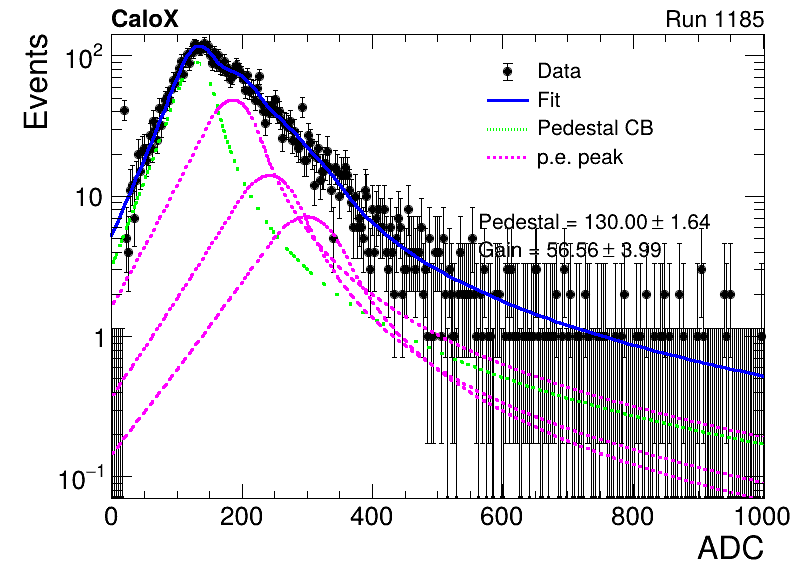 CaloX Run 1185
Events
10²
10
1
10⁻¹
Data
Fit
Pedestal CB
p.e. peak
Pedestal = 130.00 ± 1.64
Gain = 56.56 ± 3.99
0 200 400 600 800 1000
ADC